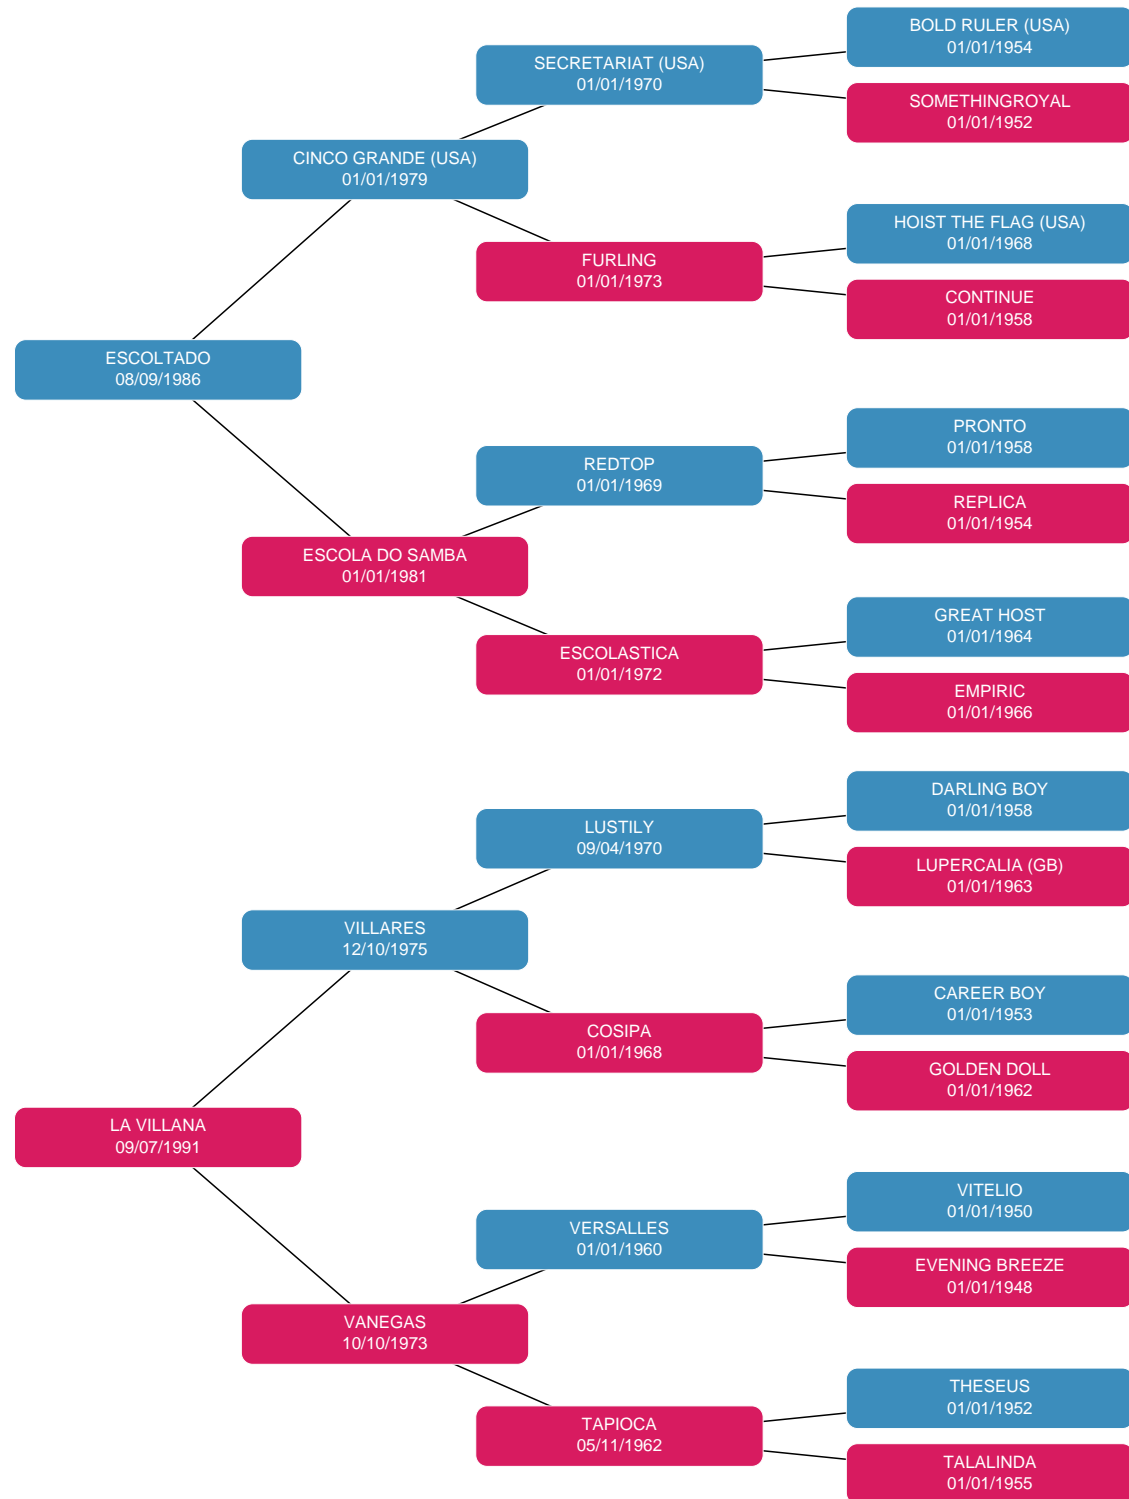 BOLD RULER (USA)
01/01/1954
SECRETARIAT (USA)
01/01/1970
SOMETHINGROYAL
01/01/1952
CINCO GRANDE (USA)
01/01/1979
HOIST THE FLAG (USA)
01/01/1968
FURLING
01/01/1973
CONTINUE
01/01/1958
ESCOLTADO
08/09/1986
PRONTO
01/01/1958
REDTOP
01/01/1969
REPLICA
01/01/1954
ESCOLA DO SAMBA
01/01/1981
GREAT HOST
01/01/1964
ESCOLASTICA
01/01/1972
EMPIRIC
01/01/1966
DARLING BOY
01/01/1958
LUSTILY
09/04/1970
LUPERCALIA (GB)
01/01/1963
VILLARES
12/10/1975
CAREER BOY
01/01/1953
COSIPA
01/01/1968
GOLDEN DOLL
01/01/1962
LA VILLANA
09/07/1991
VITELIO
01/01/1950
VERSALLES
01/01/1960
EVENING BREEZE
01/01/1948
VANEGAS
10/10/1973
THESEUS
01/01/1952
TAPIOCA
05/11/1962
TALALINDA
01/01/1955